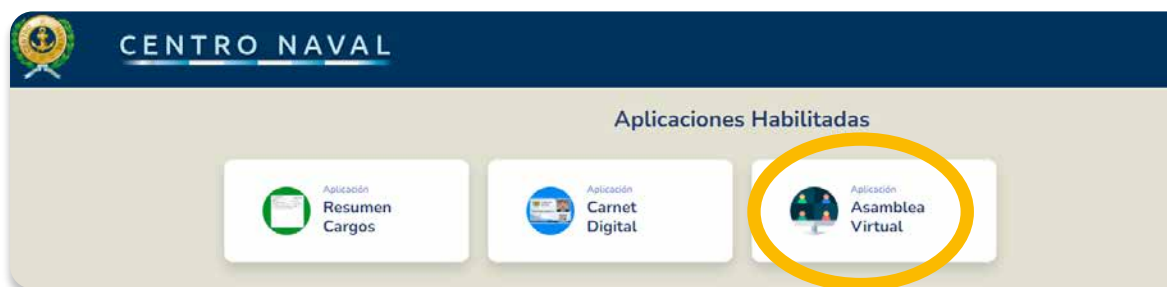 CENTRO NAVAL
Aplicaciones Habilitadas
Aplicación
Resumen
Cargos
Aplicación
Carnet
Digital
Aplicación
Asamblea
Virtual